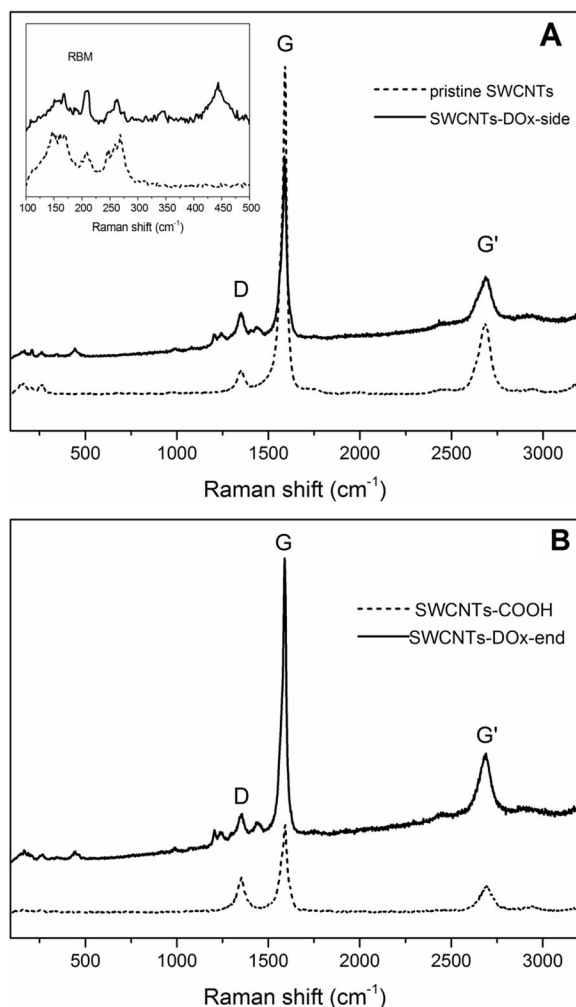 A
RBM
100 150 200 250 300 350 400 450 500
Raman shift (cm⁻¹)
G
pristine SWCNTs
SWCNTs-DOx-side
G'
D
500 1000 1500 2000 2500 3000
Raman shift (cm⁻¹)
B
G
SWCNTs-COOH
SWCNTs-DOx-end
G'
D
500 1000 1500 2000 2500 3000
Raman shift (cm⁻¹)